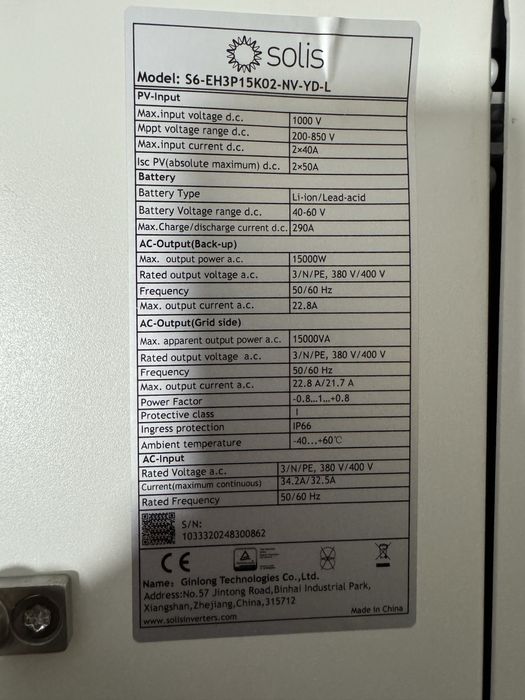 solis
Model: S6-EH3P15K02-NV-YD-L
PV-Input
Max.input voltage d.c. 1000 V
Mppt voltage range d.c. 200-850 V
Max.input current d.c. 2×40A
Isc PV(absolute maximum) d.c. 2×50A
Battery
Battery Type Li-ion/Lead-acid
Battery Voltage range d.c. 40-60 V
Max.Charge/discharge current d.c. 290A
AC-Output(Back-up)
Max. output power a.c. 15000W
Rated output voltage a.c. 3/N/PE, 380 V/400 V
Frequency 50/60 Hz
Max. output current a.c. 22.8A
AC-Output(Grid side)
Max. apparent output power a.c. 15000VA
Rated output voltage a.c. 3/N/PE, 380 V/400 V
Frequency 50/60 Hz
Max. output current a.c. 22.8 A/21.7 A
Power Factor -0.8...1...+0.8
Protective class I
Ingress protection IP66
Ambient temperature -40...+60℃
AC-Input
Rated Voltage a.c. 3/N/PE, 380 V/400 V
Current(maximum continuous) 34.2A/32.5A
Rated Frequency 50/60 Hz
S/N:
1033320248300862
CE
Name: Ginlong Technologies Co.,Ltd.
Address:No.57 Jintong Road,Binhai Industrial Park,
Xiangshan,Zhejiang,China,315712
www.solisinverters.com Made in China